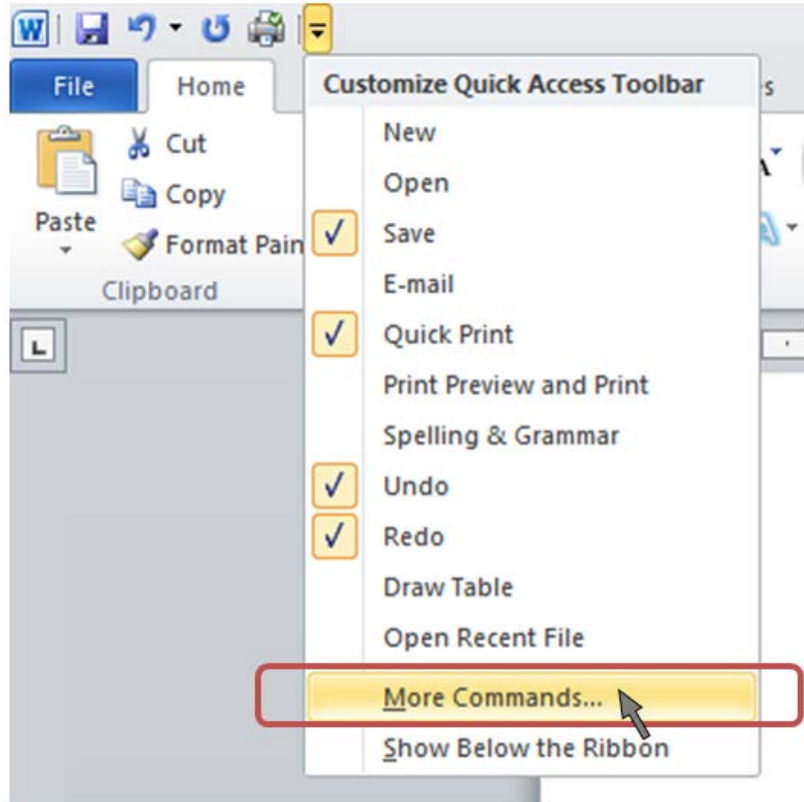 W
File
Home
Customize Quick Access Toolbar
s
Cut
Copy
Paste
Format Pain
Clipboard
L
New
Open
Save
E-mail
Quick Print
Print Preview and Print
Spelling & Grammar
Undo
Redo
Draw Table
Open Recent File
More Commands...
Show Below the Ribbon